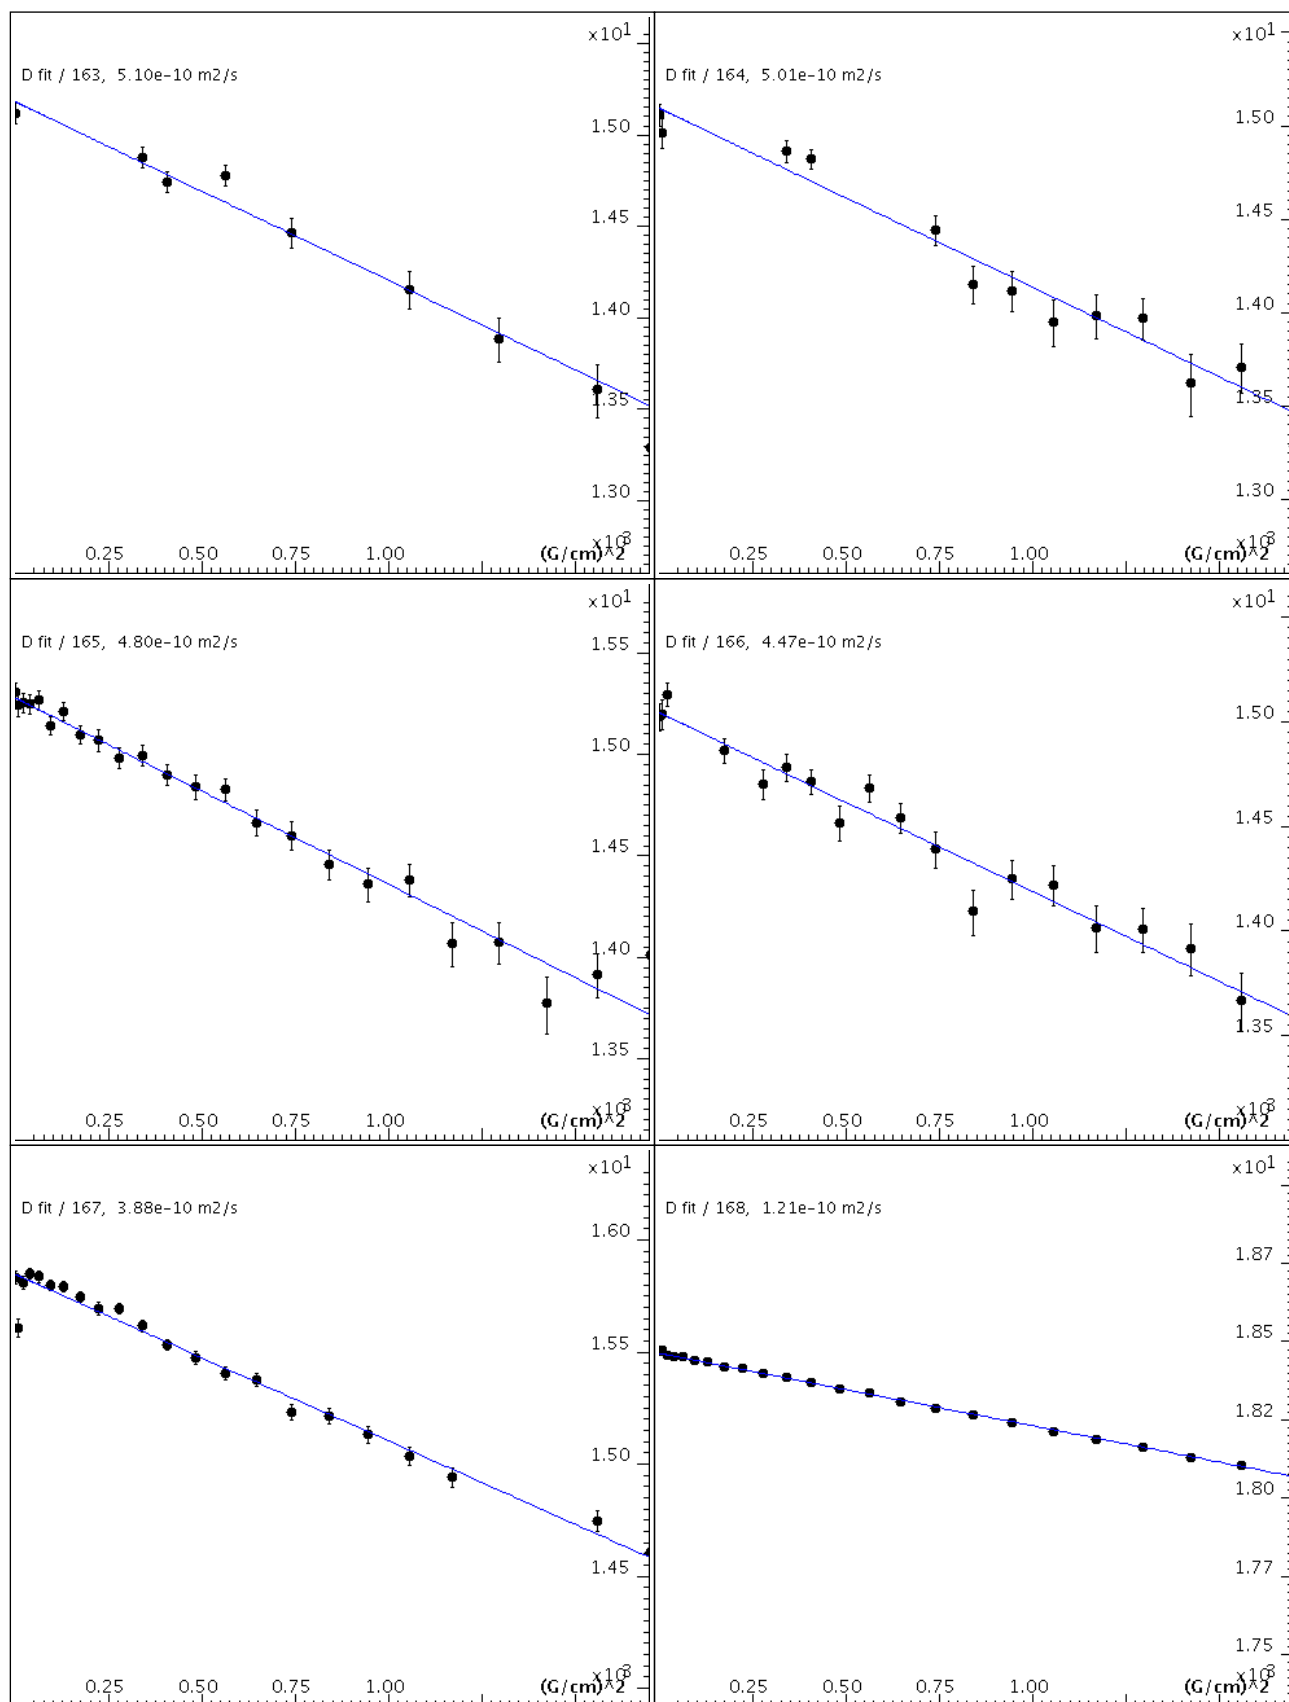 x10¹
D fit / 163, 5.10e-10 m2/s
1.50
1.45
1.40
1.35
1.30
x10³
0.25 0.50 0.75 1.00 (G/cm)^2
x10¹
D fit / 164, 5.01e-10 m2/s
1.50
1.45
1.40
1.35
1.30
x10³
0.25 0.50 0.75 1.00 (G/cm)^2
x10¹
D fit / 165, 4.80e-10 m2/s
1.55
1.50
1.45
1.40
1.35
x10³
0.25 0.50 0.75 1.00 (G/cm)^2
x10¹
D fit / 166, 4.47e-10 m2/s
1.50
1.45
1.40
1.35
x10³
0.25 0.50 0.75 1.00 (G/cm)^2
x10¹
D fit / 167, 3.88e-10 m2/s
1.60
1.55
1.50
1.45
x10³
0.25 0.50 0.75 1.00 (G/cm)^2
x10¹
D fit / 168, 1.21e-10 m2/s
1.87
1.85
1.82
1.80
1.77
1.75
x10³
0.25 0.50 0.75 1.00 (G/cm)^2